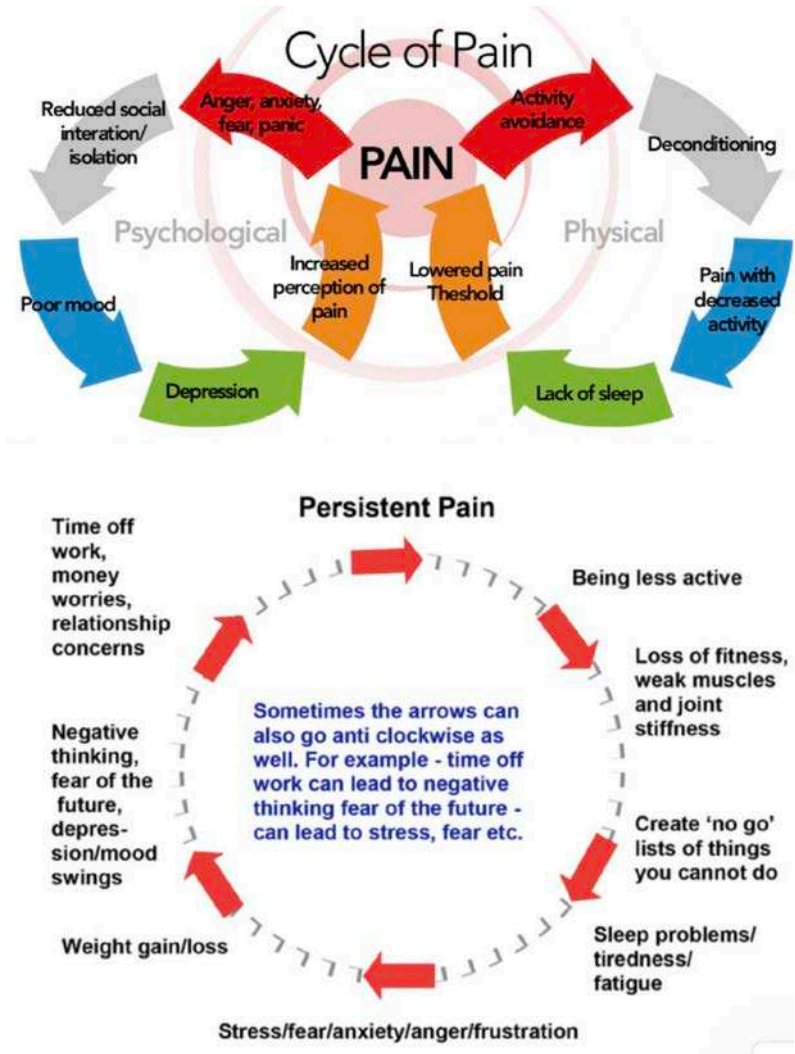 Cycle of Pain
PAIN
Anger, anxiety,
fear, panic
Reduced social
interation/
isolation
Psychological
Poor mood
Depression
Increased
perception of
pain
Activity
avoidance
Deconditioning
Physical
Pain with
decreased
activity
Lack of sleep
Lowered pain
Theshold
Persistent Pain
Being less active
Loss of fitness,
weak muscles
and joint
stiffness
Create 'no go'
lists of things
you cannot do
Sleep problems/
tiredness/
fatigue
Stress/fear/anxiety/anger/frustration
Weight gain/loss
Negative
thinking,
fear of the
future,
depres-
sion/mood
swings
Time off
work,
money
worries,
relationship
concerns
Sometimes the arrows can
also go anti clockwise as
well. For example - time off
work can lead to negative
thinking fear of the future -
can lead to stress, fear etc.